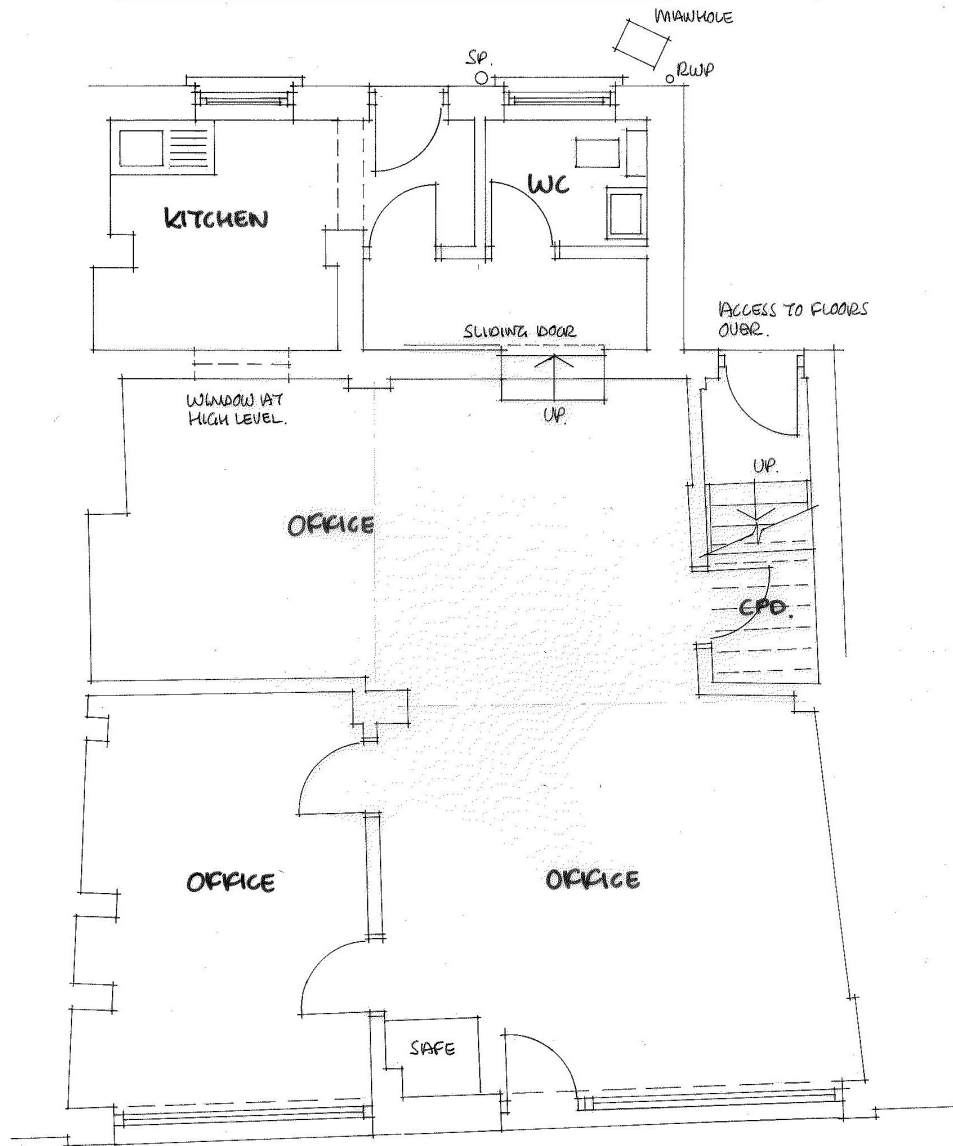 MANHOLE
SP.
RWP
WC
KITCHEN
ACCESS TO FLOORS
OVER.
SLIDING DOOR
WINDOW AT
HIGH LEVEL.
UP.
UP.
OFFICE
CPD.
OFFICE
OFFICE
SAFE